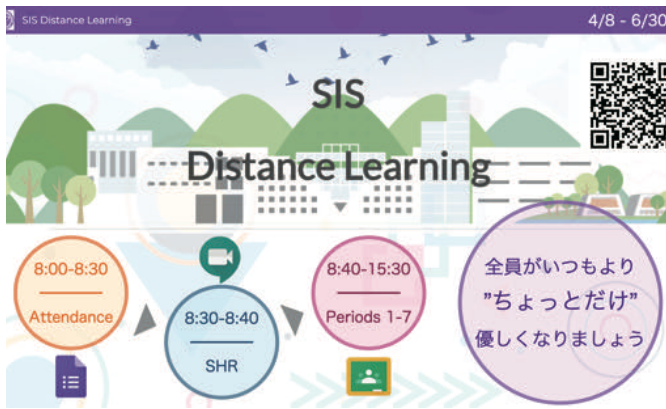 SIS Distance Learning
4/8 - 6/30
SIS
Distance Learning
8:00-8:30
Attendance
8:30-8:40
SHR
8:40-15:30
Periods 1-7
全員がいつもより
”ちょっとだけ”
優しくなりましょう